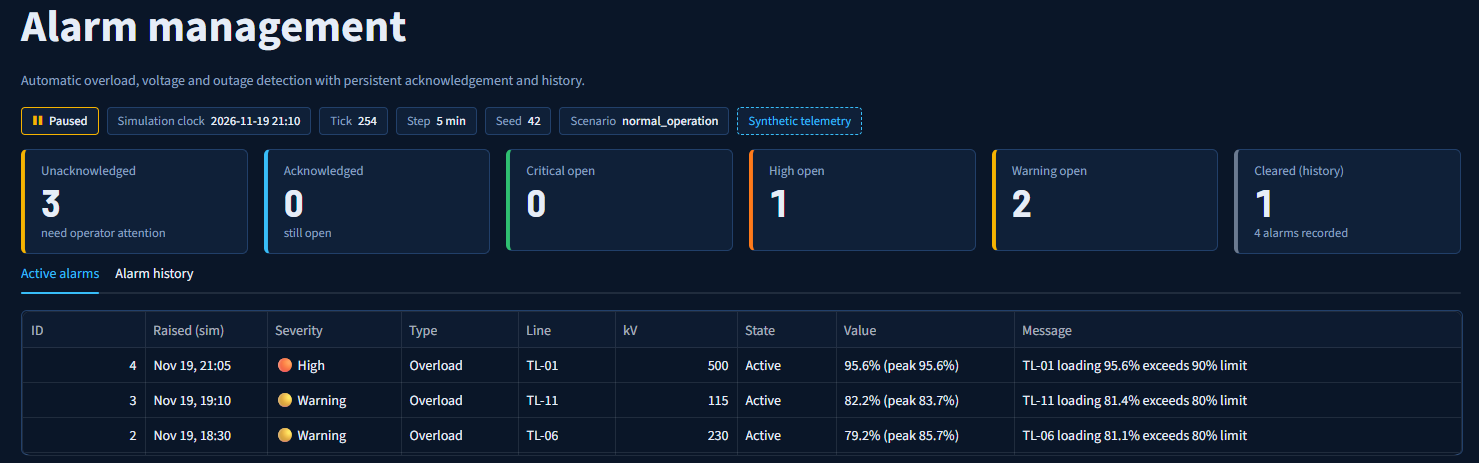 Alarm management
Automatic overload, voltage and outage detection with persistent acknowledgement and history.
Paused Simulation clock 2026-11-19 21:10 Tick 254 Step 5 min Seed 42 Scenario normal_operation Synthetic telemetry
Unacknowledged Acknowledged Critical open High open Warning open Cleared (history)
3 0 0 1 2 1
need operator attention still open 4 alarms recorded
Active alarms Alarm history
ID Raised (sim) Severity Type Line kV State Value Message
4 Nov 19, 21:05 High Overload TL-01 500 Active 95.6% (peak 95.6%) TL-01 loading 95.6% exceeds 90% limit
3 Nov 19, 19:10 Warning Overload TL-11 115 Active 82.2% (peak 83.7%) TL-11 loading 81.4% exceeds 80% limit
2 Nov 19, 18:30 Warning Overload TL-06 230 Active 79.2% (peak 85.7%) TL-06 loading 81.1% exceeds 80% limit